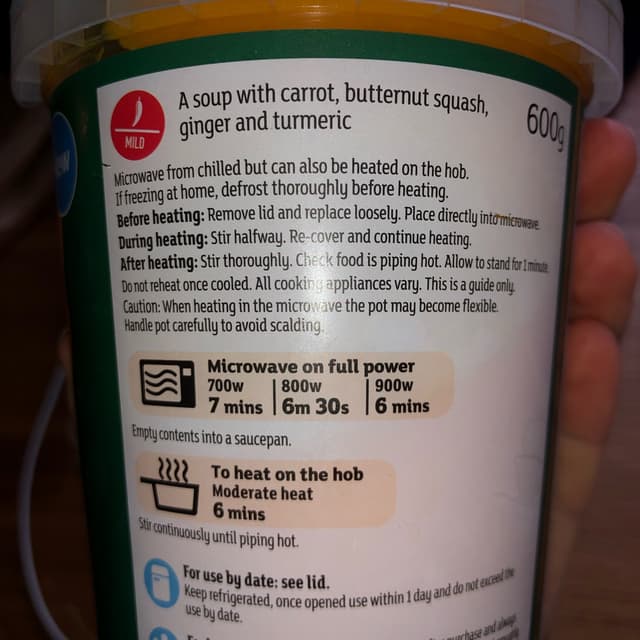 MILD
A soup with carrot, butternut squash,
ginger and turmeric
600g
Microwave from chilled but can also be heated on the hob.
If freezing at home, defrost thoroughly before heating.
Before heating: Remove lid and replace loosely. Place directly into microwave.
During heating: Stir halfway. Re-cover and continue heating.
After heating: Stir thoroughly. Check food is piping hot. Allow to stand for 1 minute.
Do not reheat once cooled. All cooking appliances vary. This is a guide only.
Caution: When heating in the microwave the pot may become flexible.
Handle pot carefully to avoid scalding.
Microwave on full power
700w 800w 900w
7 mins 6m 30s 6 mins
Empty contents into a saucepan.
To heat on the hob
Moderate heat
6 mins
Stir continuously until piping hot.
For use by date: see lid.
Keep refrigerated, once opened use within 1 day and do not exceed the
use by date.
purchase and always